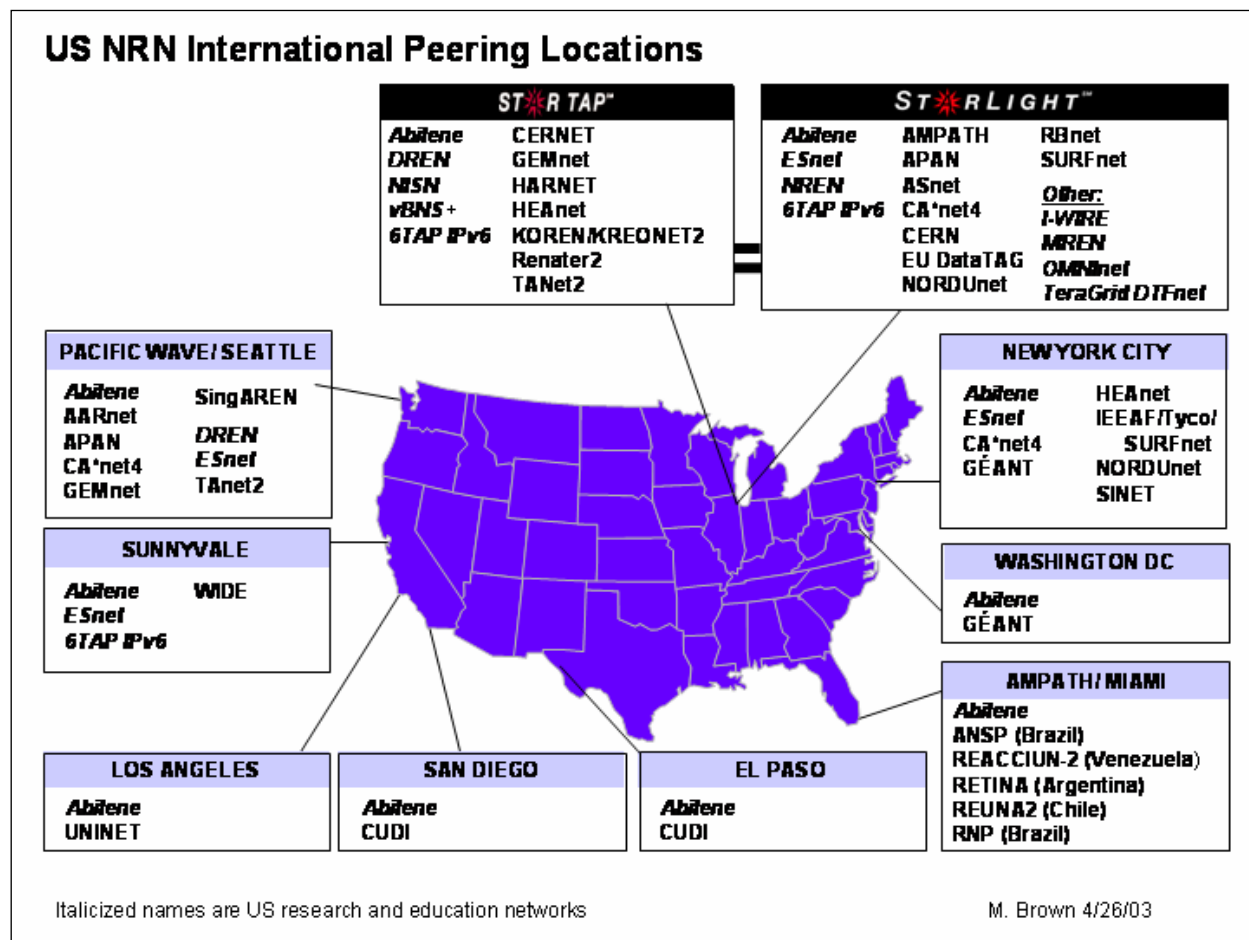 US NRN International Peering Locations
ST RTAP™
Abilene
DREN
NISN
vBNS+
6TAP IPv6
CERNET
GEMnet
HARNET
HEAnet
KOREN/KREONET2
Renater2
TANet2
ST RLIGHT℠
Abilene
ESnet
NREN
6TAP IPv6
AMPATH
APAN
ASnet
CA*net4
CERN
EU DataTAG
NORDUnet
RBnet
SURFnet
Other:
I-WIRE
MREN
OMNInet
TeraGrid DTFnet
PACIFIC WAVE/ SEATTLE
Abilene
AARnet
APAN
CA*net4
GEMnet
SingAREN
DREN
ESnet
TAnet2
NEW YORK CITY
Abilene
ESnet
CA*net4
GÉANT
HEAnet
IEEAF/Tyco/
SURFnet
NORDUnet
SINET
SUNNYVALE
Abilene
ESnet
6TAP IPv6
WIDE
WASHINGTON DC
Abilene
GÉANT
AMPATH/ MIAMI
Abilene
ANSP (Brazil)
REACCIUN-2 (Venezuela)
RETINA (Argentina)
REUNA2 (Chile)
RNP (Brazil)
LOS ANGELES
Abilene
UNINET
SAN DIEGO
Abilene
CUDI
EL PASO
Abilene
CUDI
Italicized names are US research and education networks
M. Brown 4/26/03